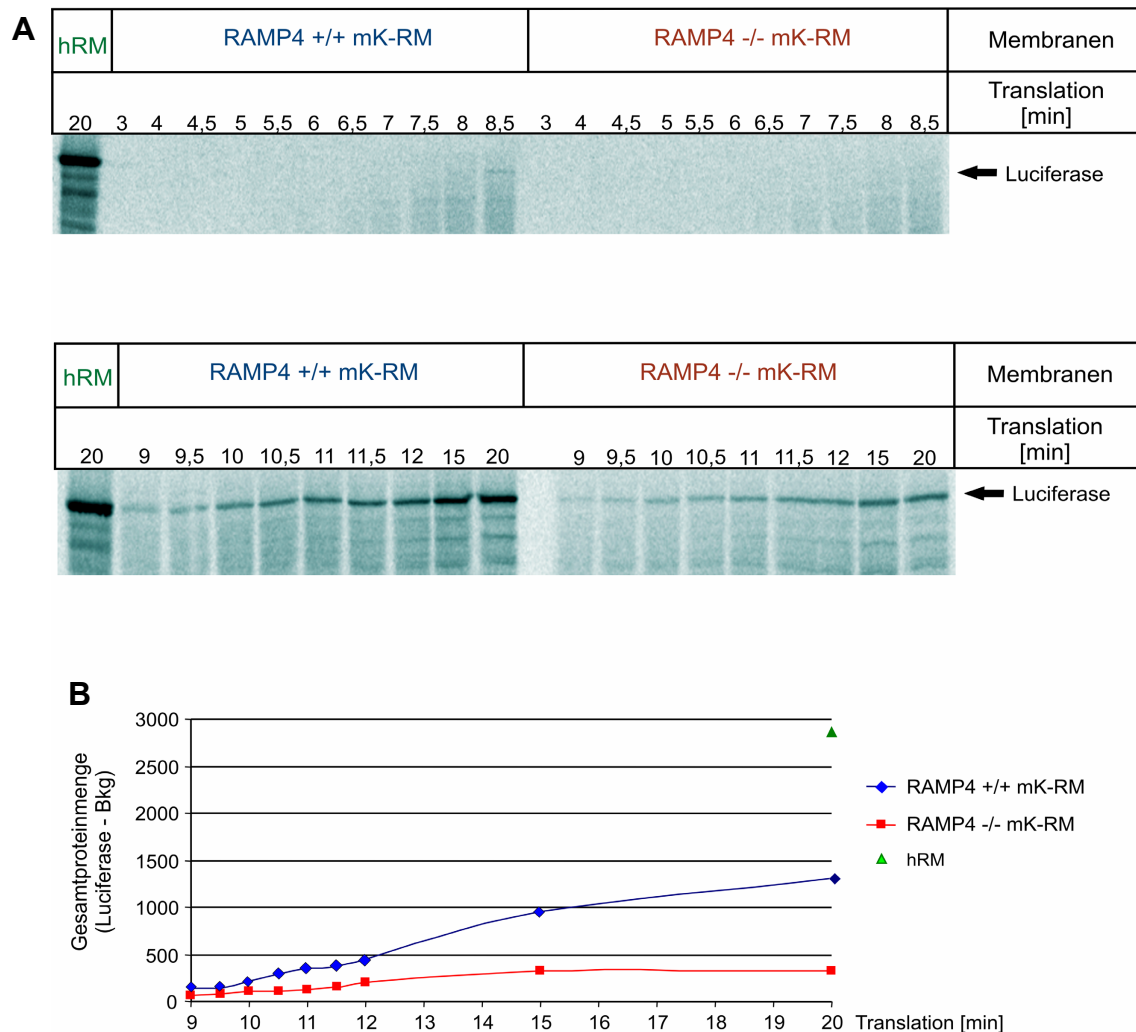 A
hRM RAMP4 +/+ mK-RM RAMP4 -/- mK-RM Membranen
Translation
[min]
20 3 4 4,5 5 5,5 6 6,5 7 7,5 8 8,5 3 4 4,5 5 5,5 6 6,5 7 7,5 8 8,5
Luciferase
hRM RAMP4 +/+ mK-RM RAMP4 -/- mK-RM Membranen
Translation
[min]
20 9 9,5 10 10,5 11 11,5 12 15 20 9 9,5 10 10,5 11 11,5 12 15 20
Luciferase
B
Gesamtproteinmenge
(Luciferase - Bkg)
3000
2500
2000
1500
1000
500
0
9 10 11 12 13 14 15 16 17 18 19 20 Translation [min]
RAMP4 +/+ mK-RM
RAMP4 -/- mK-RM
hRM